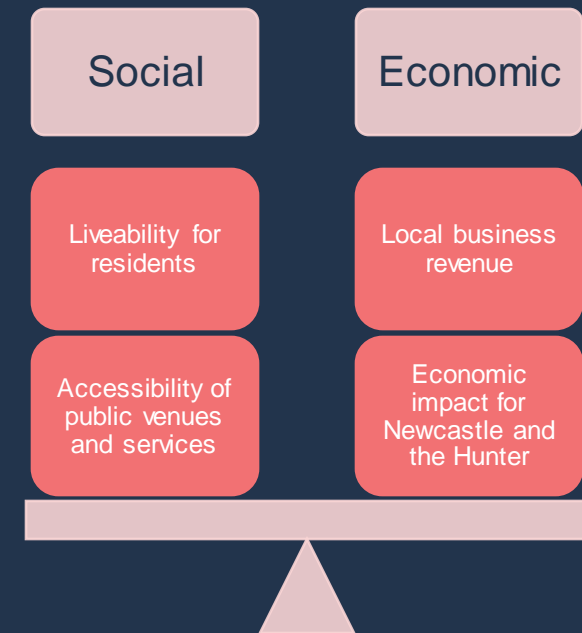 Social
Economic
Liveability for
residents
Local business
revenue
Accessibility of
public venues
and services
Economic
impact for
Newcastle and
the Hunter